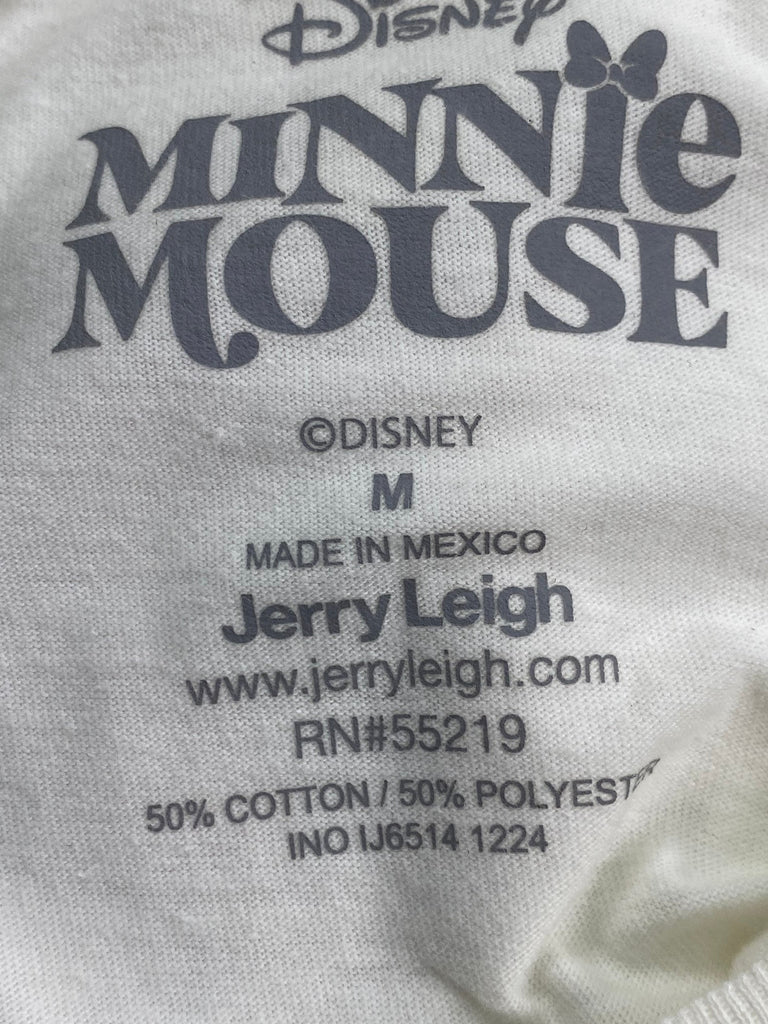 Disney
MINNie
MOUSE
©DISNEY
M
MADE IN MEXICO
Jerry Leigh
www.jerryleigh.com
RN#55219
50% COTTON / 50% POLYESTER
INO IJ6514 1224